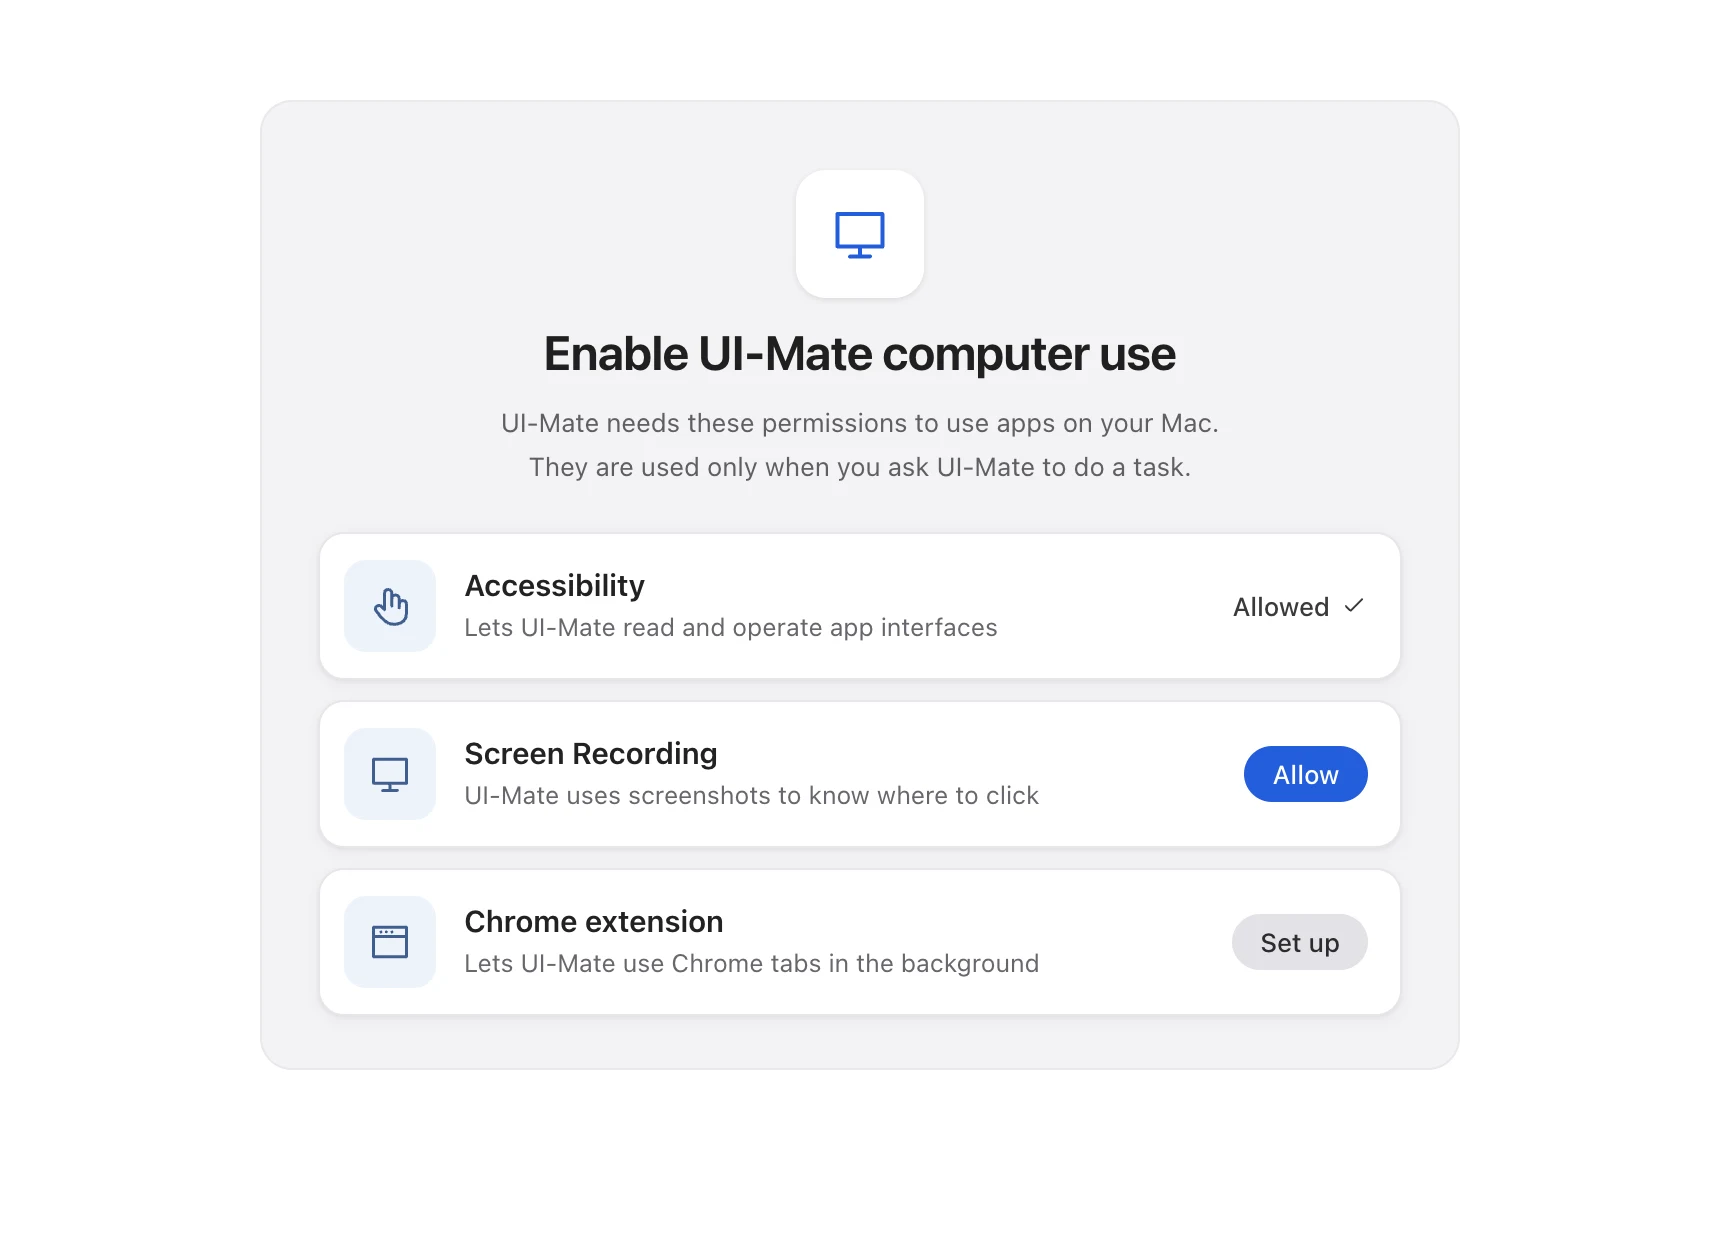 Enable UI-Mate computer use
UI-Mate needs these permissions to use apps on your Mac.
They are used only when you ask UI-Mate to do a task.
Accessibility
Lets UI-Mate read and operate app interfaces
Allowed
Screen Recording
UI-Mate uses screenshots to know where to click
Allow
Chrome extension
Lets UI-Mate use Chrome tabs in the background
Set up